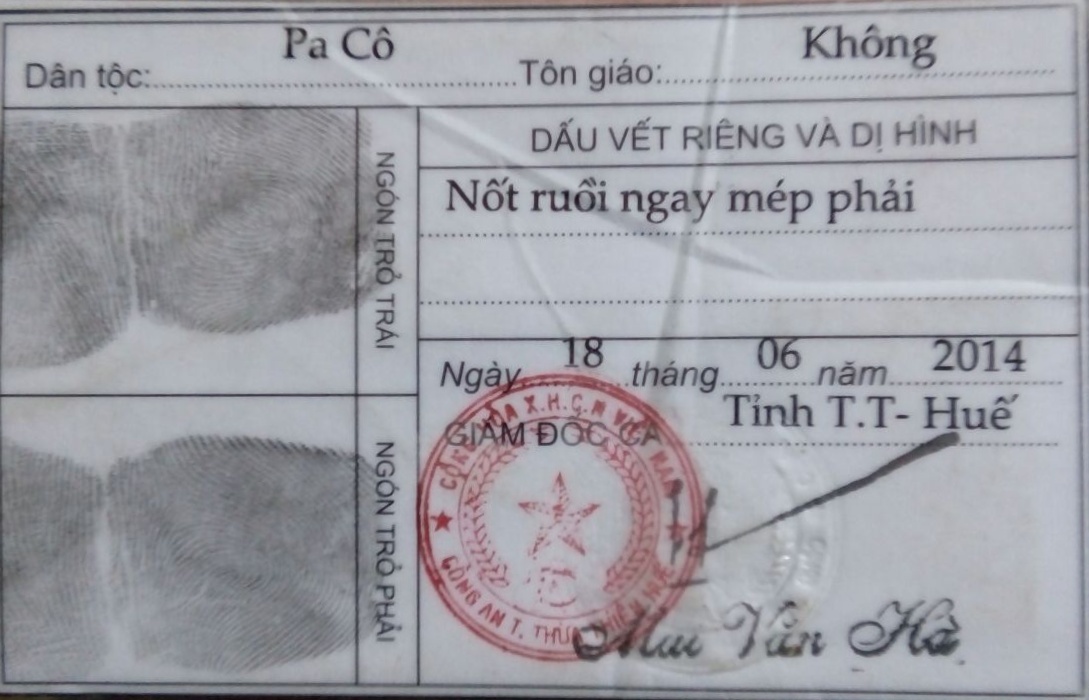 Dân tộc: Pa Cô Tôn giáo: Không
NGÓN TRỎ TRÁI
NGÓN TRỎ PHẢI
DẤU VẾT RIÊNG VÀ DỊ HÌNH
Nốt ruồi ngay mép phải
Ngày 18 tháng 06 năm 2014
GIÁM ĐỐC CA Tỉnh T.T- Huế
CỘNG HÒA X.H.C.N VIỆT NAM
CÔNG AN T. THỪA THIÊN HUẾ
Văn Hà